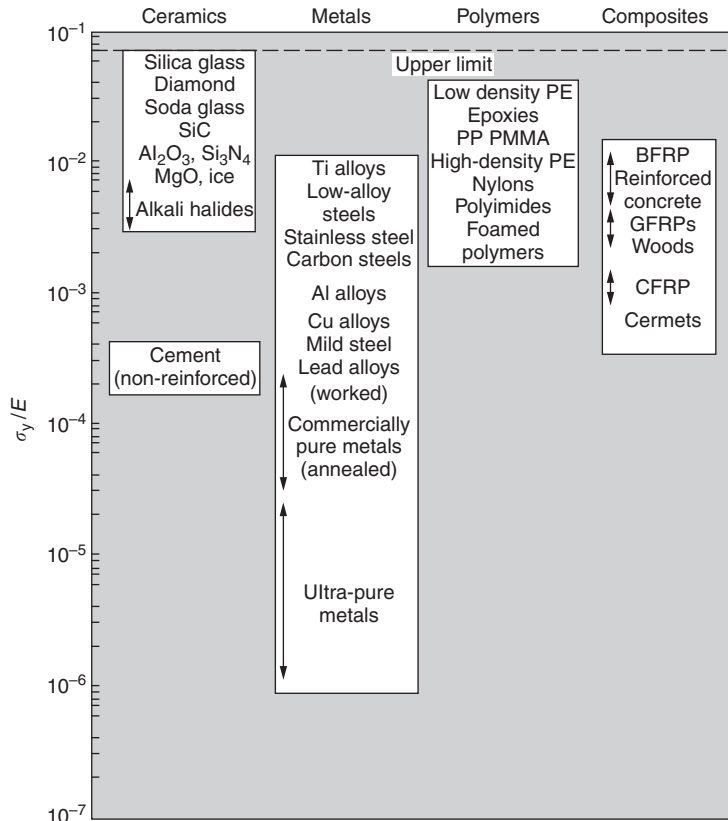 Ceramics Metals Polymers Composites
10⁻¹
Upper limit
Silica glass
Diamond
Soda glass
SiC
Al₂O₃, Si₃N₄
MgO, ice
Alkali halides
Cement
(non-reinforced)
Ti alloys
Low-alloy
steels
Stainless steel
Carbon steels
Al alloys
Cu alloys
Mild steel
Lead alloys
(worked)
Commercially
pure metals
(annealed)
Ultra-pure
metals
Low density PE
Epoxies
PP PMMA
High-density PE
Nylons
Polyimides
Foamed
polymers
BFRP
Reinforced
concrete
GFRPs
Woods
CFRP
Cermets
10⁻²
10⁻³
10⁻⁴
10⁻⁵
10⁻⁶
10⁻⁷
σy/E